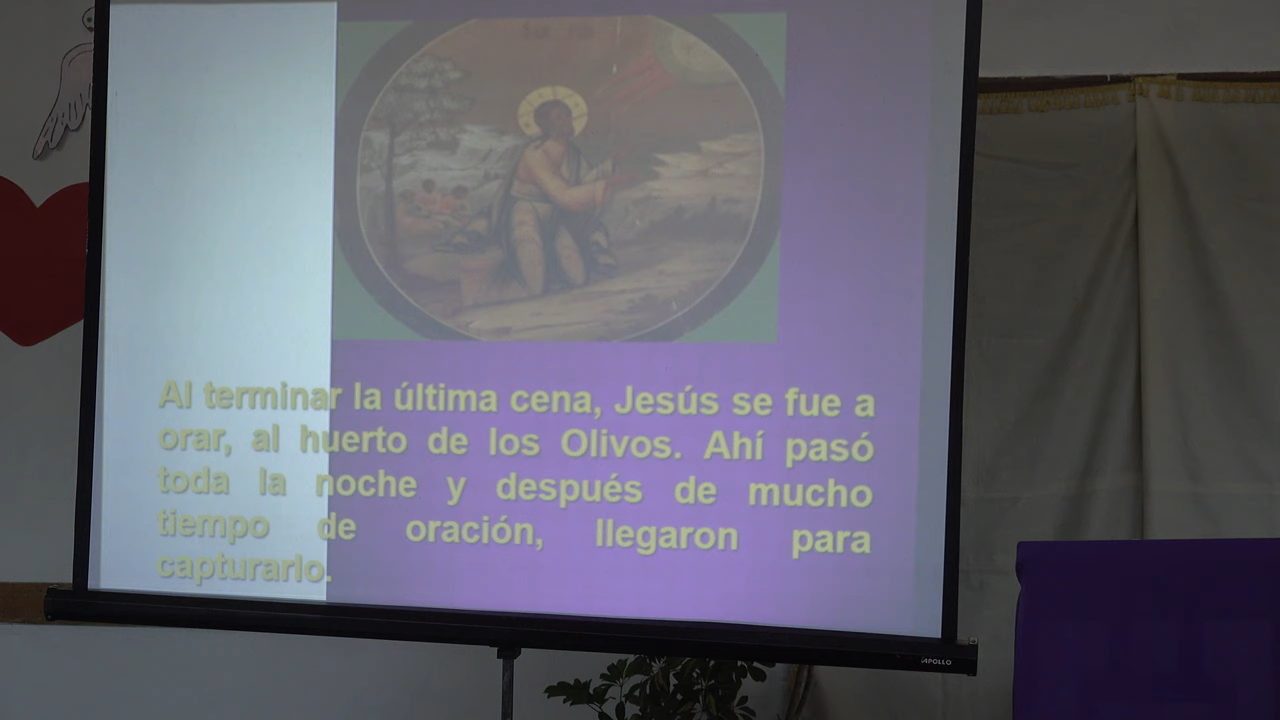 Al terminar la última cena, Jesús se fue a
orar, al huerto de los Olivos. Ahí pasó
toda la noche y después de mucho
tiempo de oración, llegaron para
capturarlo.
APOLLO